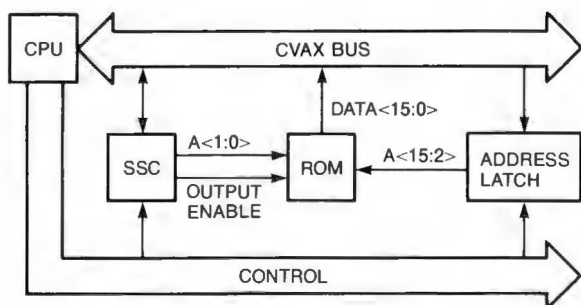 CPU
CVAX BUS
DATA<15:0>
A<1:0>
A<15:2>
SSC
ROM
ADDRESS
LATCH
OUTPUT
ENABLE
CONTROL